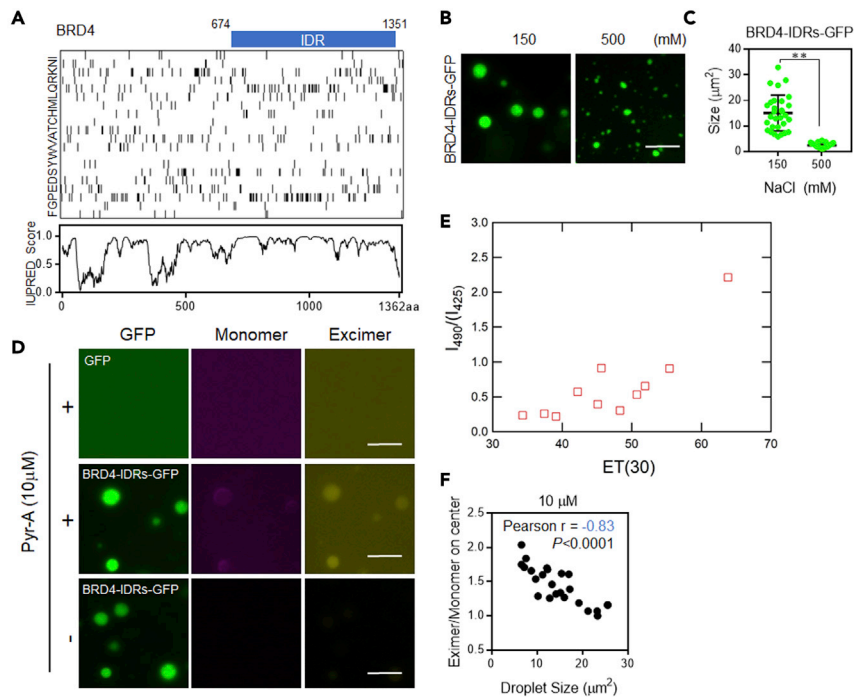 A
BRD4
674
1351
IDR
FGPEDSYWVATCHMLQRKNI
IUPRED Score
1.0
0.5
0.0
0
500
1000
1362aa
B
150
500
(mM)
BRD4-IDRs-GFP
C
BRD4-IDRs-GFP
**
Size (μm²)
40
30
20
10
0
150
500
NaCl (mM)
D
GFP
Monomer
Excimer
Pyr-A (10μM)
+
GFP
+
BRD4-IDRs-GFP
-
BRD4-IDRs-GFP
E
I₄₉₀/(I₄₂₅)
3.0
2.5
2.0
1.5
1.0
0.5
0
30
40
50
60
70
ET(30)
F
10 μM
Pearson r = -0.83
P<0.0001
Eximer/Monomer on center
2.5
2.0
1.5
1.0
0.5
0
10
20
30
Droplet Size (μm²)